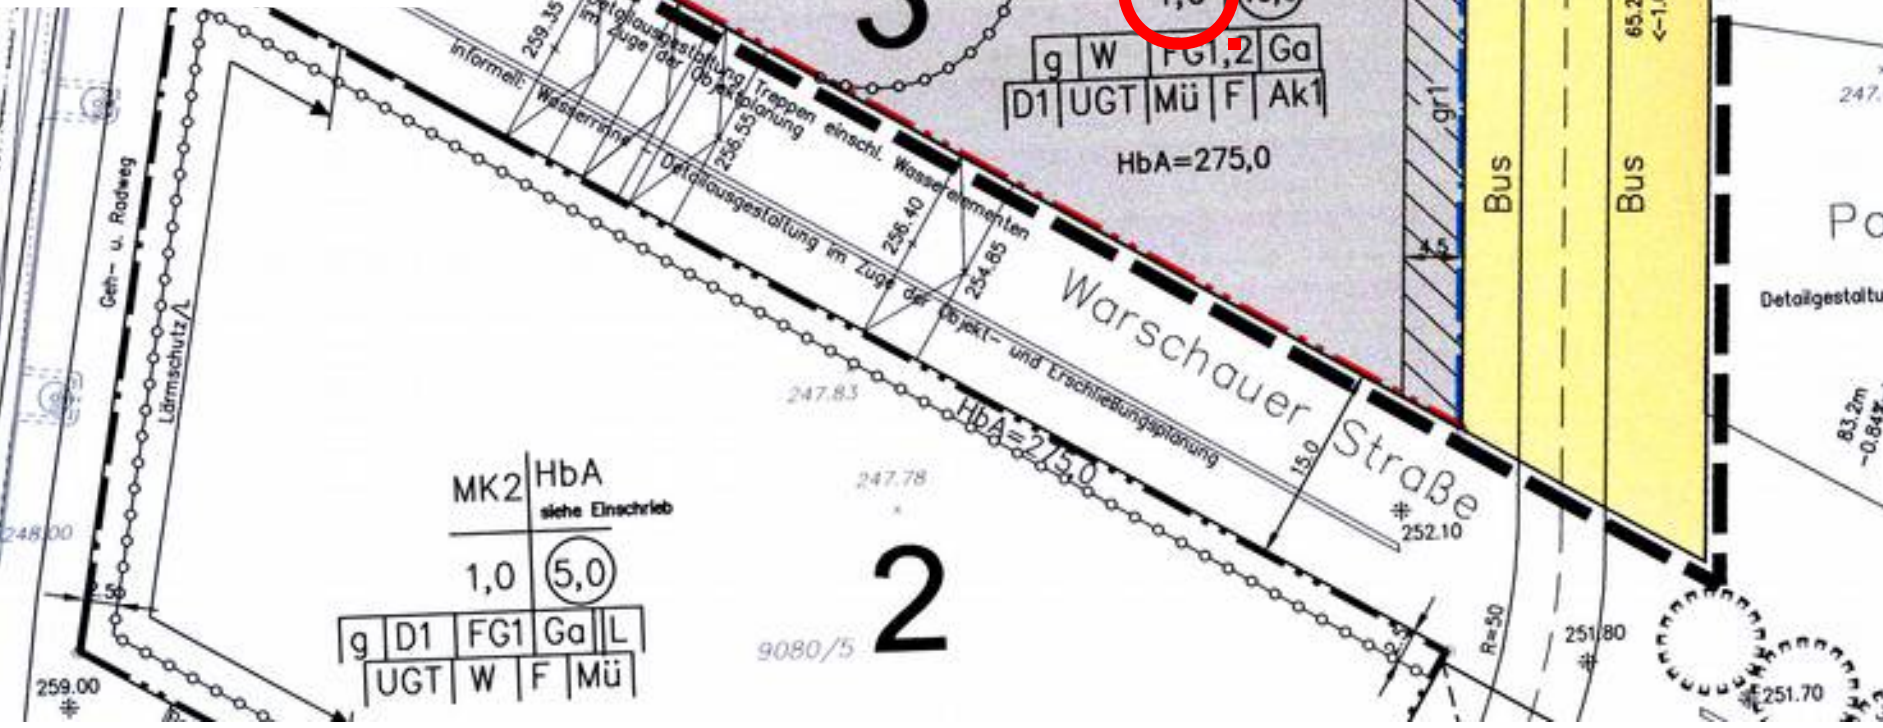 3
1,0
g W FG1,2 Ga
D1 UGT Mü F Ak1
HbA=275,0
gr1
4.5
Bus
Bus
65.2
259.35
Detailausgestaltung Treppen einschl. Wasserelementen
im Zuge der Objektplanung
Informell: Wasserrinne - Detailausgestaltung im Zuge der Objekt- und Erschließungsplanung
256.55
256.40
254.85
Warschauer Straße
15.0
252.10
HbA=275,0
Geh- u. Radweg
Lärmschutz/L
247.83
247.78
MK2 HbA
siehe Einschrieb
1,0 5,0
g D1 FG1 Ga L
UGT W F Mü
2
9080/5
248.00
259.00
R=50
251.80
251.70
247.
Detailgestaltu
83.2m